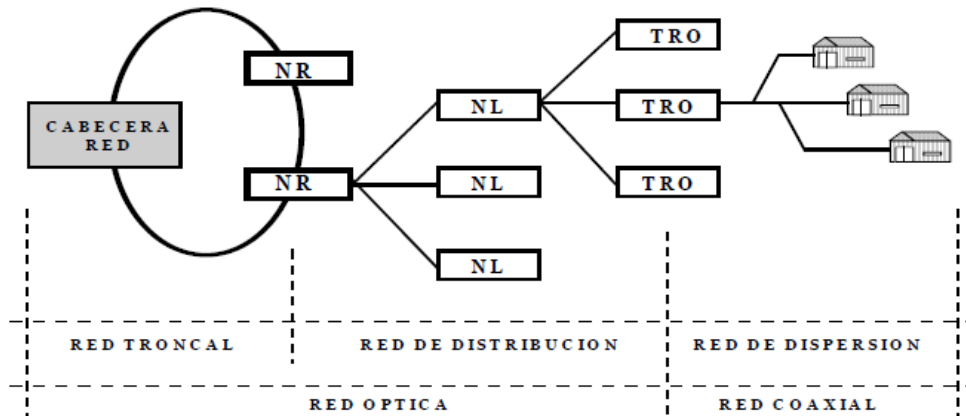 TRO
NR
CABECERA
RED
NL
TRO
NR
NL
TRO
NL
RED TRONCAL
RED DE DISTRIBUCION
RED DE DISPERSION
RED OPTICA
RED COAXIAL